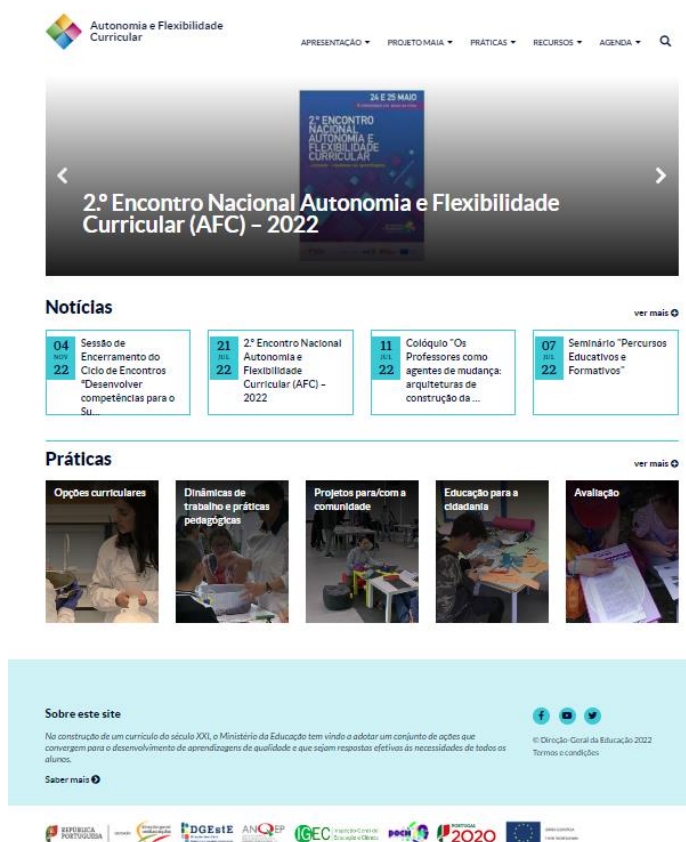 Autonomia e Flexibilidade
Curricular
APRESENTAÇÃO
PROJETO MAIA
PRÁTICAS
RECURSOS
AGENDA
24 E 25 MAIO
2.º ENCONTRO
NACIONAL
AUTONOMIA E
FLEXIBILIDADE
CURRICULAR
2.º Encontro Nacional Autonomia e Flexibilidade
Curricular (AFC) – 2022
Notícias
ver mais
04
NOV
22
Sessão de
Encerramento do
Ciclo de Encontros
"Desenvolver
competências para o
Su...
21
JUL
22
2.º Encontro Nacional
Autonomia e
Flexibilidade
Curricular (AFC) –
2022
11
JUL
22
Colóquio "Os
Professores como
agentes de mudança:
arquiteturas de
construção da ...
07
JUL
22
Seminário "Percursos
Educativos e
Formativos"
Práticas
ver mais
Opções curriculares
Dinâmicas de
trabalho e práticas
pedagógicas
Projetos para/com a
comunidade
Educação para a
cidadania
Avaliação
Sobre este site
Na construção de um currículo do século XXI, o Ministério da Educação tem vindo a adotar um conjunto de ações que
convergem para o desenvolvimento de aprendizagens de qualidade e que sejam respostas efetivas às necessidades de todos os
alunos.
Saber mais
© Direção-Geral da Educação 2022
Termos e condições
REPÚBLICA
PORTUGUESA
DGEstE
ANQEP
IGEC
POCH
PORTUGAL
2020